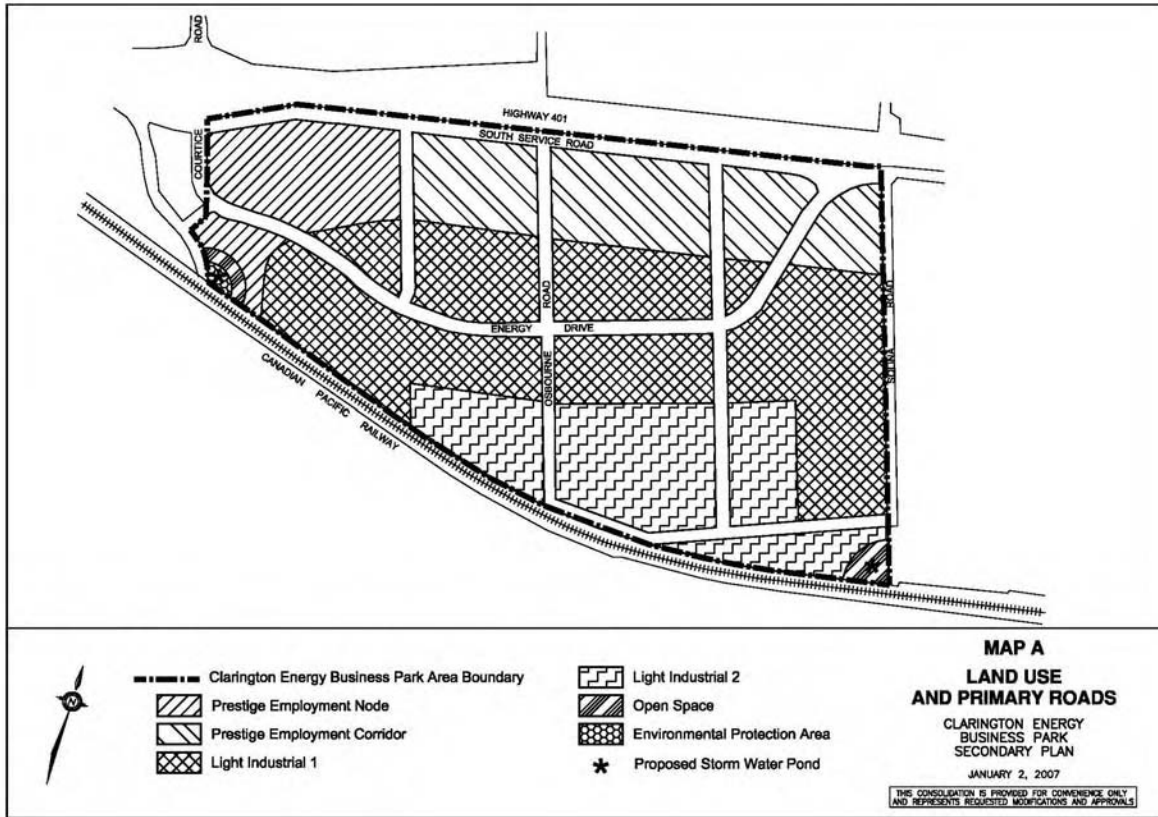 ROAD
HIGHWAY 401
SOUTH SERVICE ROAD
COURTICE
ROAD
ENERGY DRIVE
OSBOURNE
ROAD
SOLINA
CANADIAN PACIFIC RAILWAY
N
Clarington Energy Business Park Area Boundary
Prestige Employment Node
Prestige Employment Corridor
Light Industrial 1
Light Industrial 2
Open Space
Environmental Protection Area
Proposed Storm Water Pond
MAP A
LAND USE
AND PRIMARY ROADS
CLARINGTON ENERGY
BUSINESS PARK
SECONDARY PLAN
JANUARY 2, 2007
THIS CONSOLIDATION IS PROVIDED FOR CONVENIENCE ONLY
AND REPRESENTS REQUESTED MODIFICATIONS AND APPROVALS